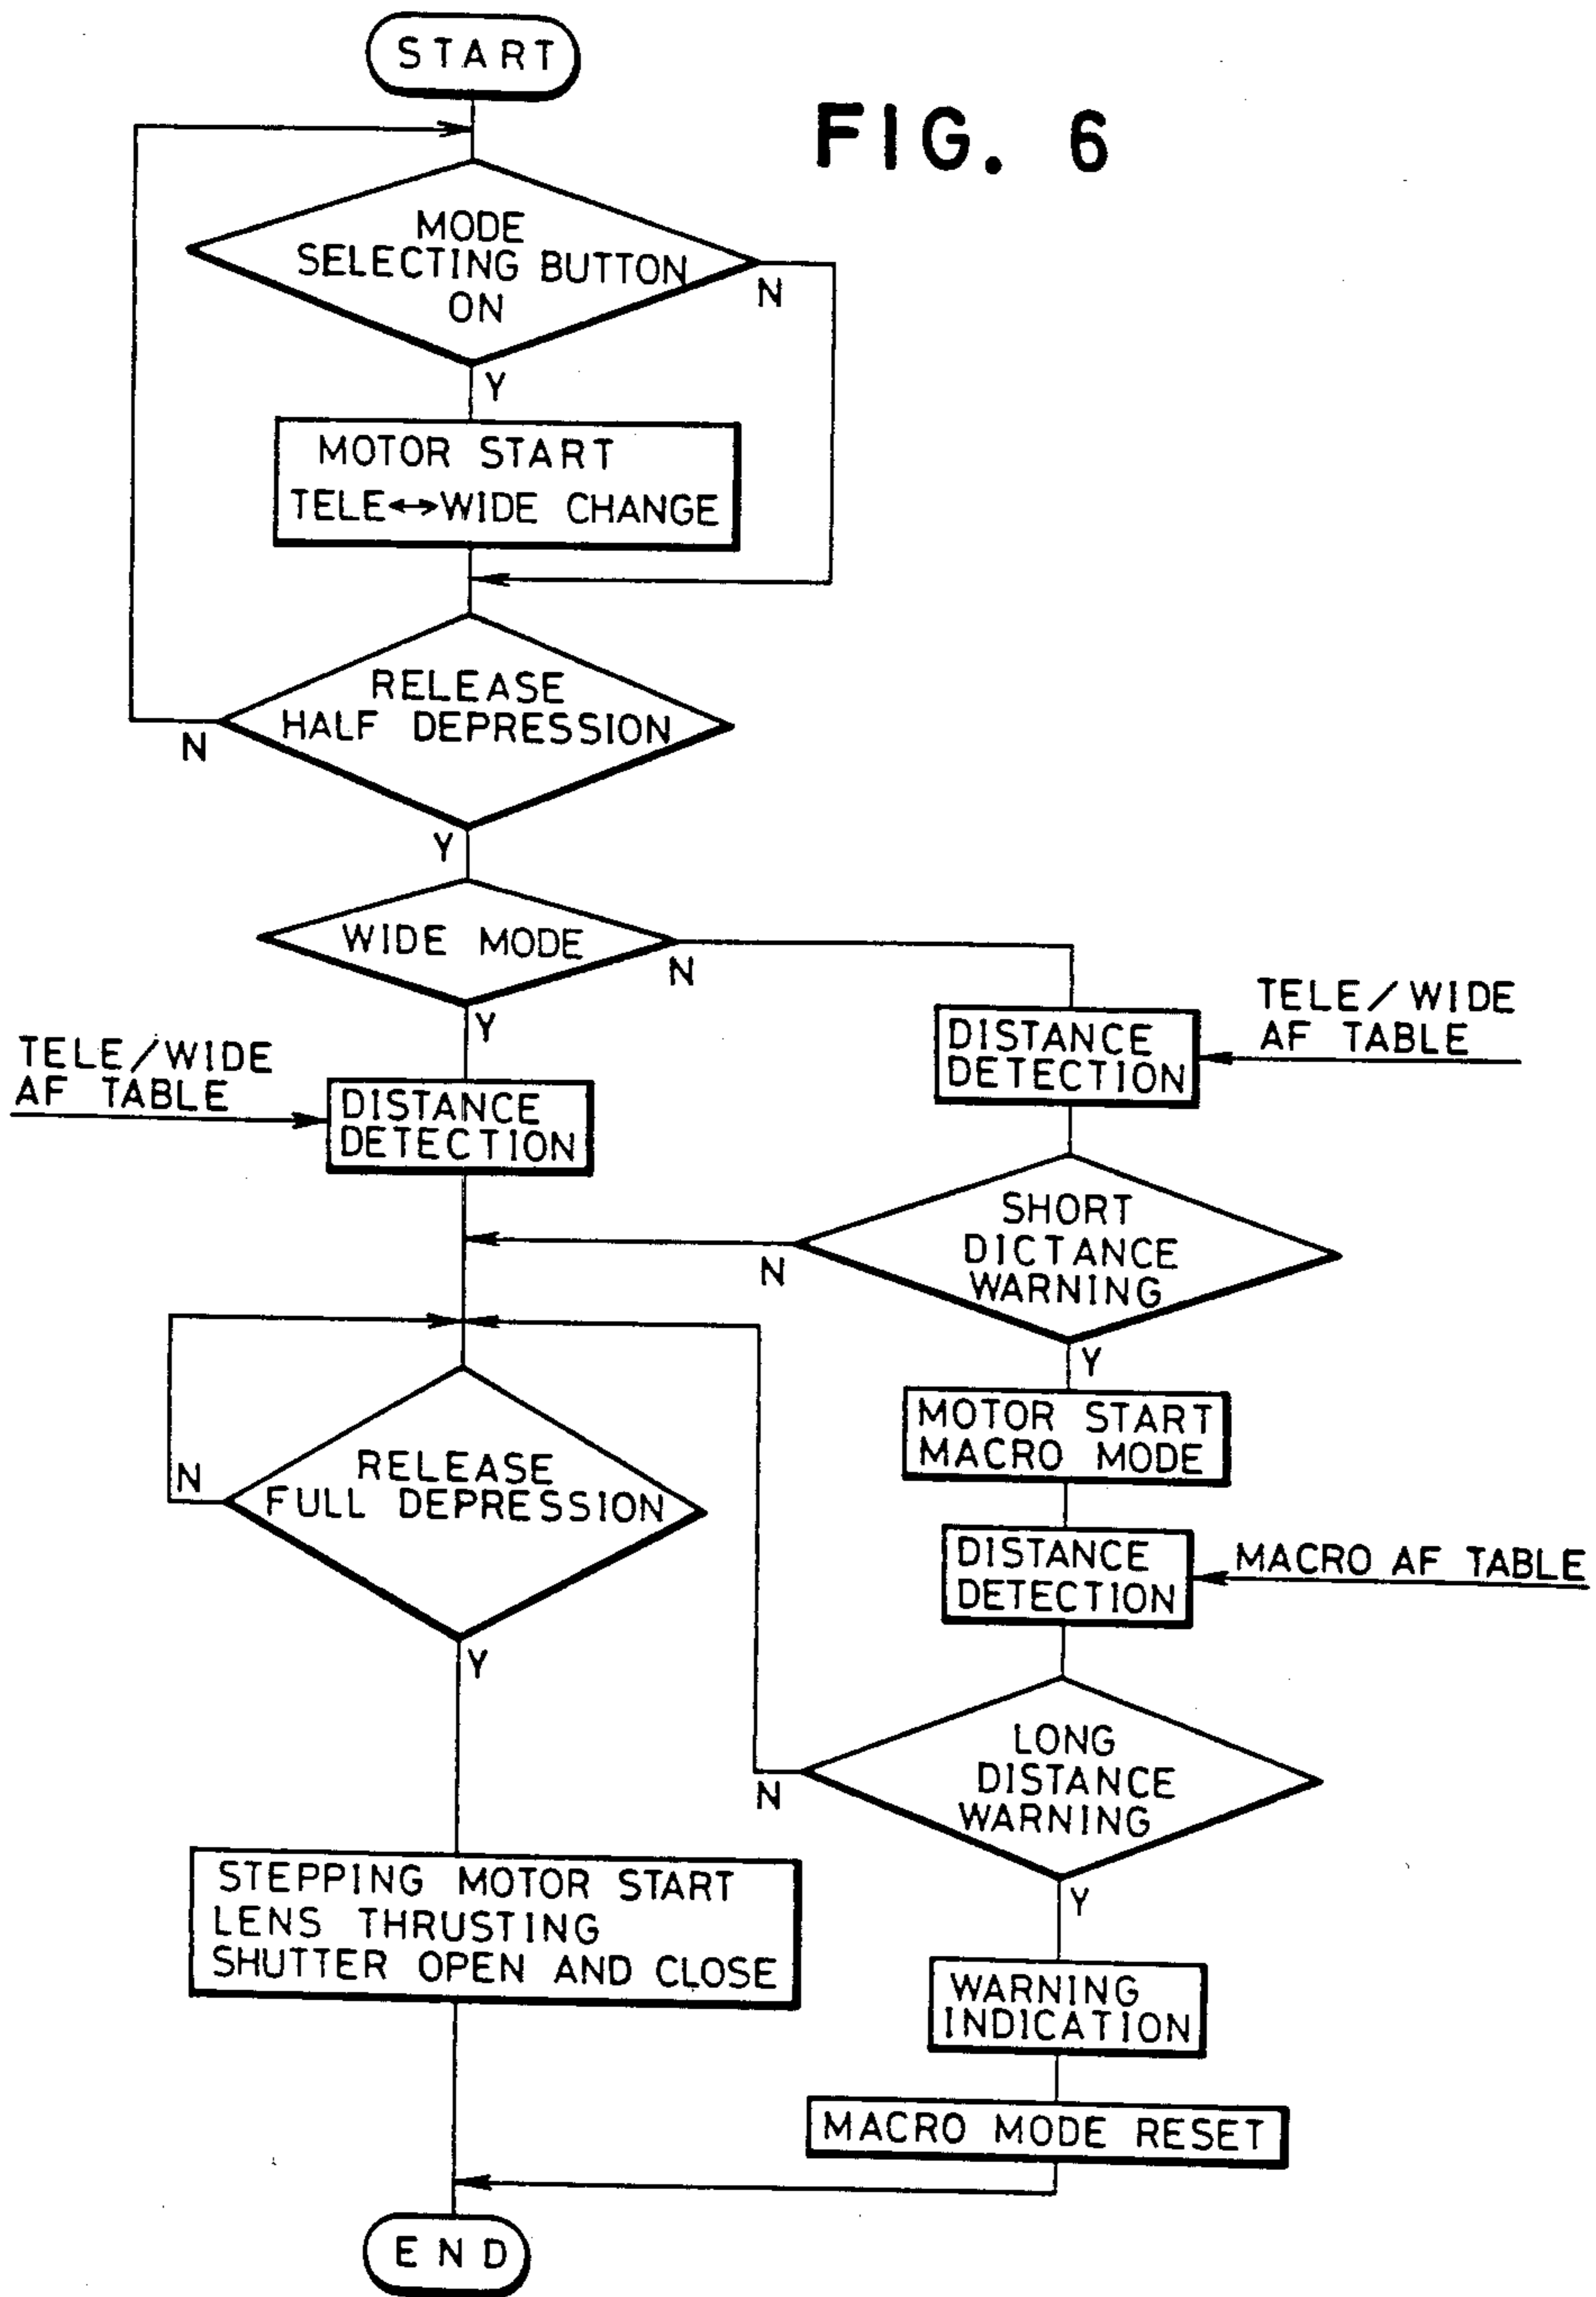 START
FIG. 6
MODE
SELECTING BUTTON
ON
N
Y
MOTOR START
TELE↔WIDE CHANGE
RELEASE
HALF DEPRESSION
N
Y
WIDE MODE
N
Y
TELE/WIDE
AF TABLE
DISTANCE
DETECTION
TELE/WIDE
AF TABLE
DISTANCE
DETECTION
SHORT
DICTANCE
WARNING
N
Y
MOTOR START
MACRO MODE
RELEASE
FULL DEPRESSION
N
Y
DISTANCE
DETECTION
MACRO AF TABLE
LONG
DISTANCE
WARNING
N
Y
STEPPING MOTOR START
LENS THRUSTING
SHUTTER OPEN AND CLOSE
WARNING
INDICATION
MACRO MODE RESET
END